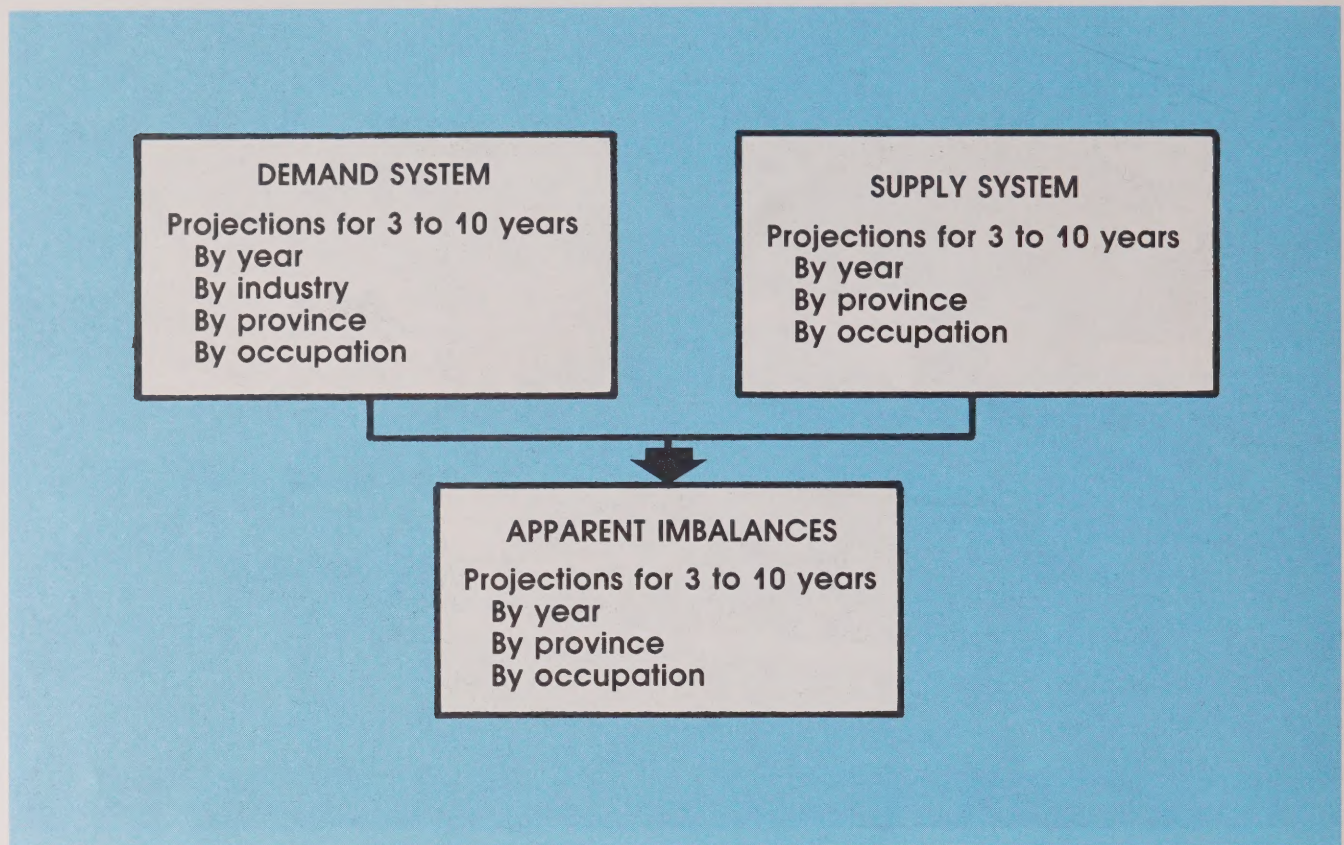 DEMAND SYSTEM
Projections for 3 to 10 years
By year
By industry
By province
By occupation
SUPPLY SYSTEM
Projections for 3 to 10 years
By year
By province
By occupation
APPARENT IMBALANCES
Projections for 3 to 10 years
By year
By province
By occupation